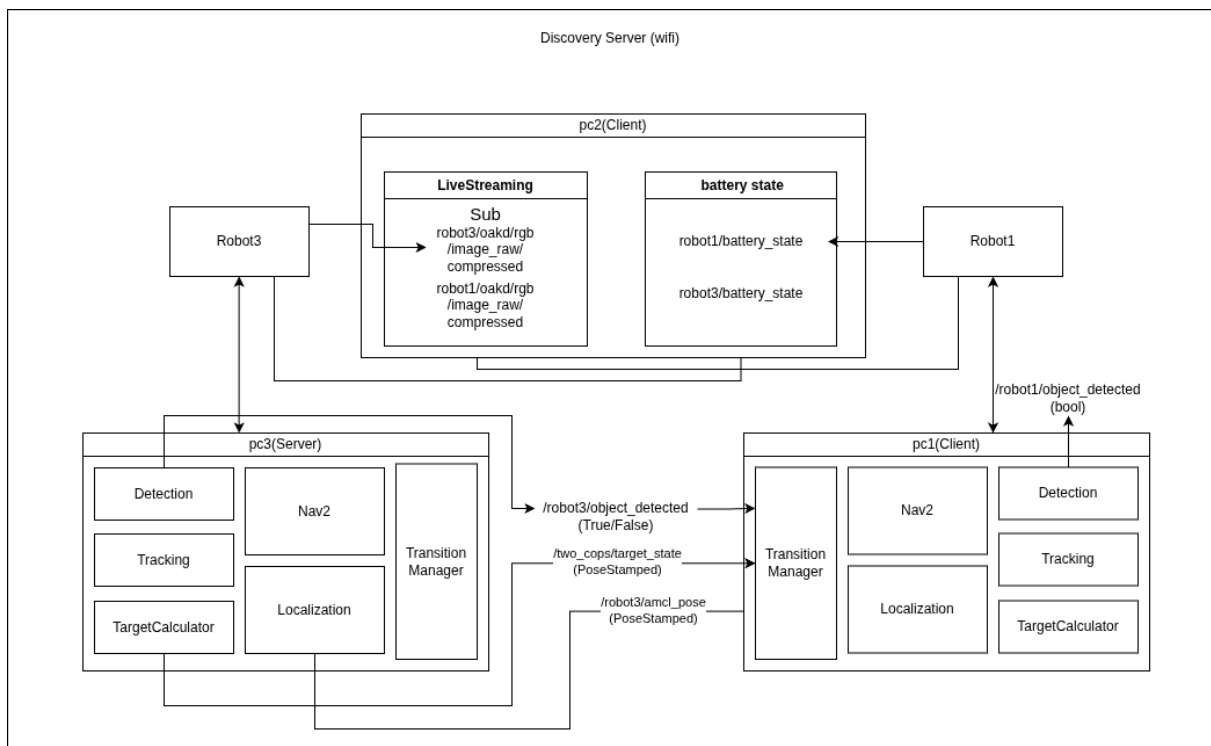 Discovery Server (wifi)
pc2(Client)
LiveStreaming
Sub
robot3/oakd/rgb
/image_raw/
compressed
robot1/oakd/rgb
/image_raw/
compressed
battery state
robot1/battery_state
robot3/battery_state
Robot3
Robot1
/robot1/object_detected
(bool)
pc3(Server)
Detection
Tracking
TargetCalculator
Nav2
Localization
Transition
Manager
/robot3/object_detected
(True/False)
/two_cops/target_state
(PoseStamped)
/robot3/amcl_pose
(PoseStamped)
pc1(Client)
Transition
Manager
Nav2
Localization
Detection
Tracking
TargetCalculator